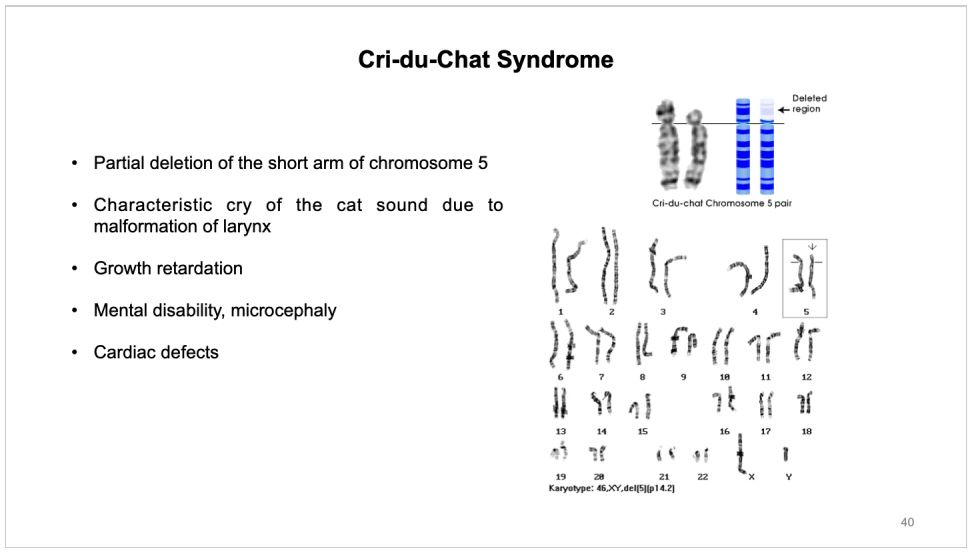 Cri-du-Chat Syndrome
Deleted
region
Cri-du-chat Chromosome 5 pair
• Partial deletion of the short arm of chromosome 5
• Characteristic cry of the cat sound due to
malformation of larynx
• Growth retardation
• Mental disability, microcephaly
• Cardiac defects
1 2 3 4 5
6 7 8 9 10 11 12
13 14 15 16 17 18
19 20 21 22 X Y
Karyotype: 46,XY,del[5][p14.2]
40